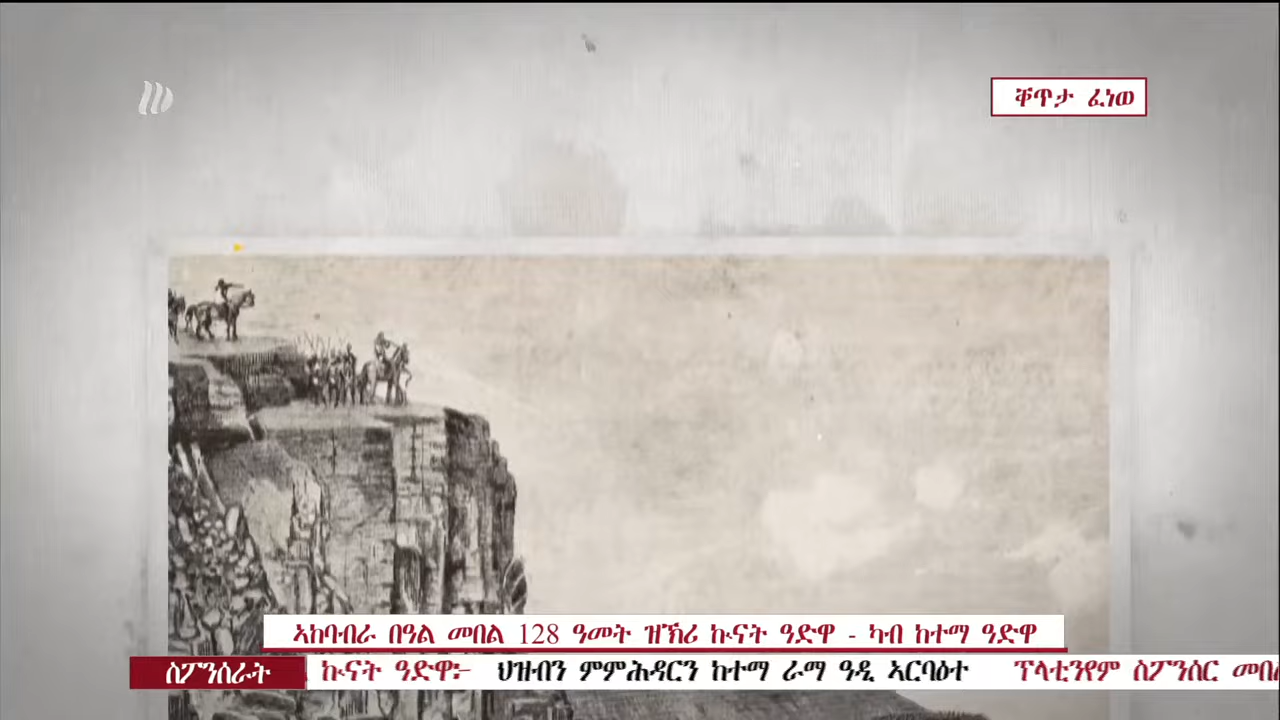 ቐጥታ ፈነወ
ኣከባብራ በዓል መበል 128 ዓመት ዝኽሪ ኲናት ዓድዋ - ካብ ከተማ ዓድዋ
ስፖንሰራት ኲናት ዓድዋ፦ ህዝብን ምምሕዳርን ከተማ ራማ ዓዲ ኣርባዕተ ፕላቲንየም ስፖንሰር